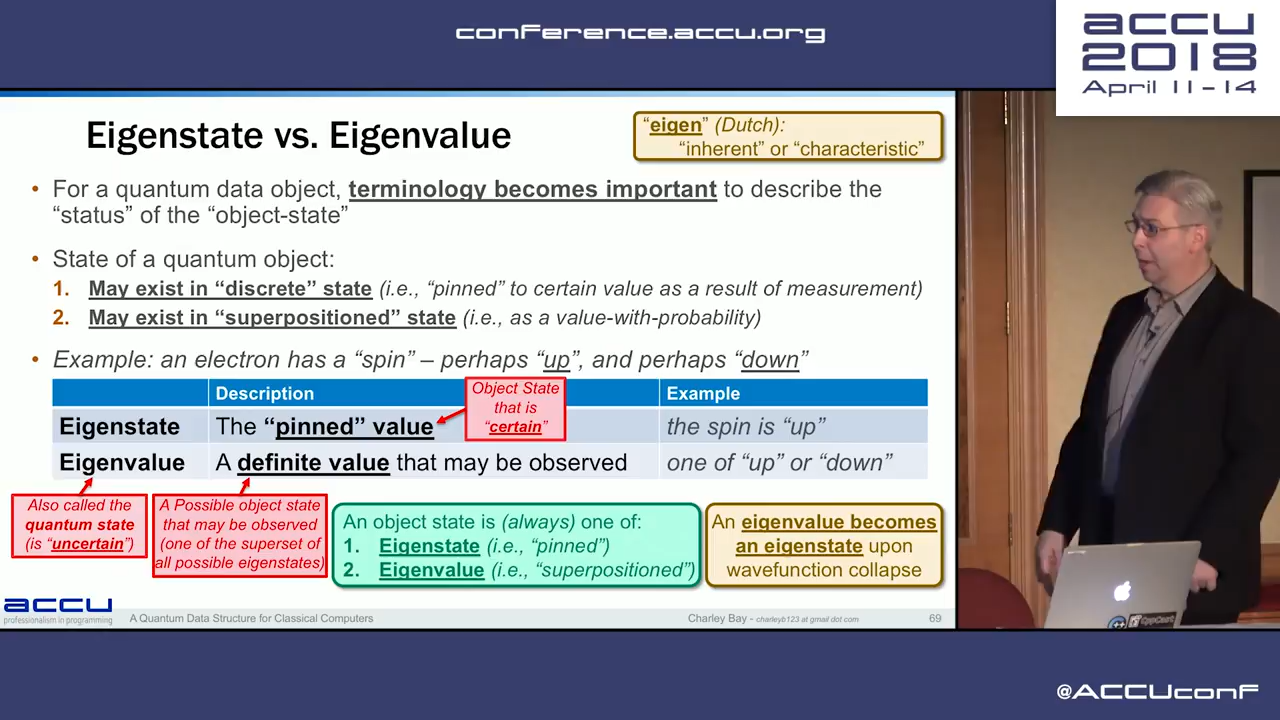 conference.accu.org
accu
2018
April 11-14
Eigenstate vs. Eigenvalue
“eigen” (Dutch):
“inherent” or “characteristic”
• For a quantum data object, terminology becomes important to describe the
“status” of the “object-state”
• State of a quantum object:
1. May exist in “discrete” state (i.e., “pinned” to certain value as a result of measurement)
2. May exist in “superpositioned” state (i.e., as a value-with-probability)
• Example: an electron has a “spin” – perhaps “up”, and perhaps “down”
Description
Example
Object State
that is
“certain”
Eigenstate
The “pinned” value
the spin is “up”
Eigenvalue
A definite value that may be observed
one of “up” or “down”
Also called the
quantum state
(is “uncertain”)
A Possible object state
that may be observed
(one of the superset of
all possible eigenstates)
An object state is (always) one of:
1. Eigenstate (i.e., “pinned”)
2. Eigenvalue (i.e., “superpositioned”)
An eigenvalue becomes
an eigenstate upon
wavefunction collapse
accu
professionalism in programming
A Quantum Data Structure for Classical Computers
Charley Bay - charleyb123 at gmail dot com
69
CppCast
@ACCUconf